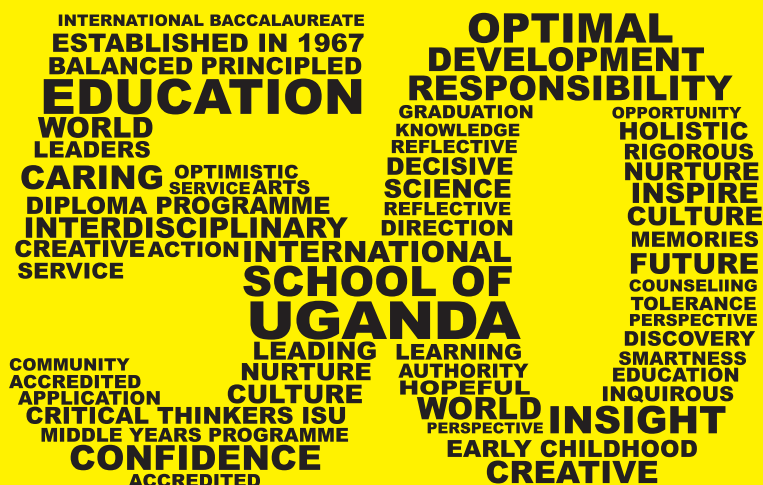 INTERNATIONAL BACCALAUREATE
ESTABLISHED IN 1967
BALANCED PRINCIPLED
EDUCATION
WORLD
LEADERS
CARING OPTIMISTIC
SERVICE ARTS
DIPLOMA PROGRAMME
INTERDISCIPLINARY
CREATIVE ACTION INTERNATIONAL
SERVICE
SCHOOL OF
UGANDA
LEADING
NURTURE
COMMUNITY
ACCREDITED
APPLICATION
CULTURE
CRITICAL THINKERS ISU
MIDDLE YEARS PROGRAMME
CONFIDENCE
ACCREDITED
OPTIMAL
DEVELOPMENT
RESPONSIBILITY
GRADUATION
KNOWLEDGE
REFLECTIVE
DECISIVE
SCIENCE
REFLECTIVE
DIRECTION
LEARNING
AUTHORITY
HOPEFUL
WORLD
PERSPECTIVE
OPPORTUNITY
HOLISTIC
RIGOROUS
NURTURE
INSPIRE
CULTURE
MEMORIES
FUTURE
COUNSELIING
TOLERANCE
PERSPECTIVE
DISCOVERY
SMARTNESS
EDUCATION
INQUIROUS
INSIGHT
EARLY CHILDHOOD
CREATIVE